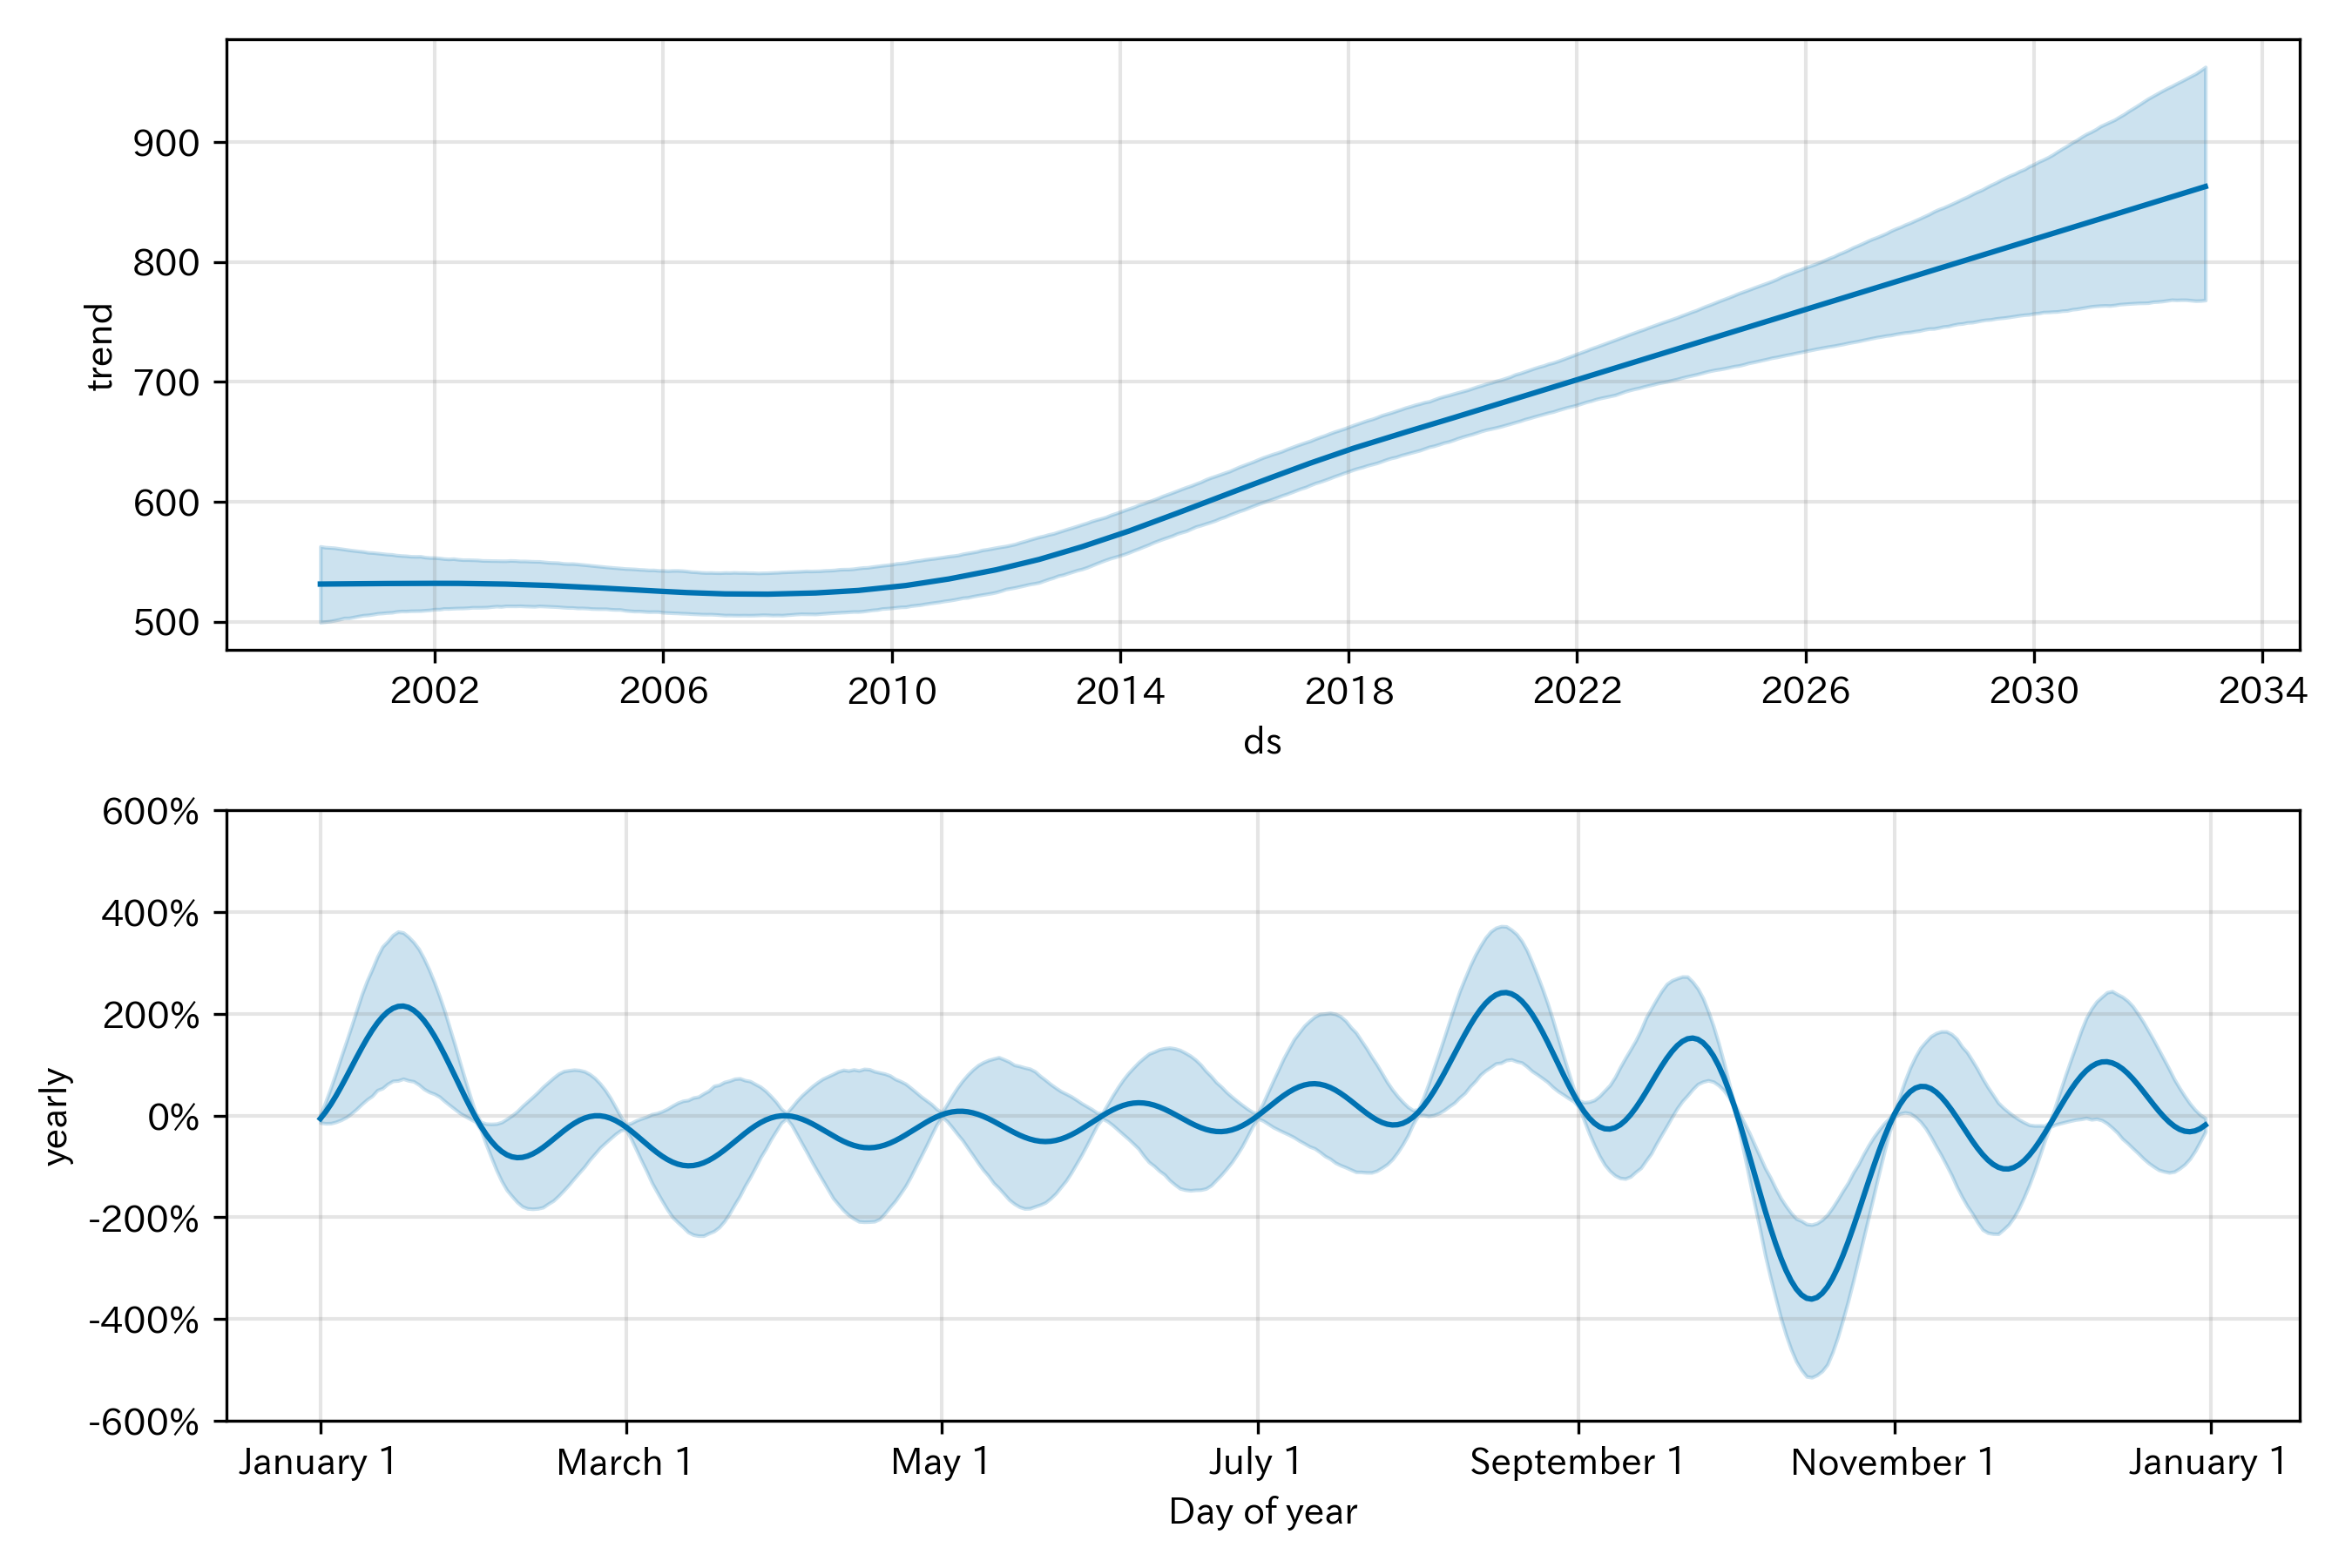 900
800
700
600
500
trend
2002 2006 2010 2014 2018 2022 2026 2030 2034
ds
600%
400%
200%
0%
-200%
-400%
-600%
yearly
January 1 March 1 May 1 July 1 September 1 November 1 January 1
Day of year